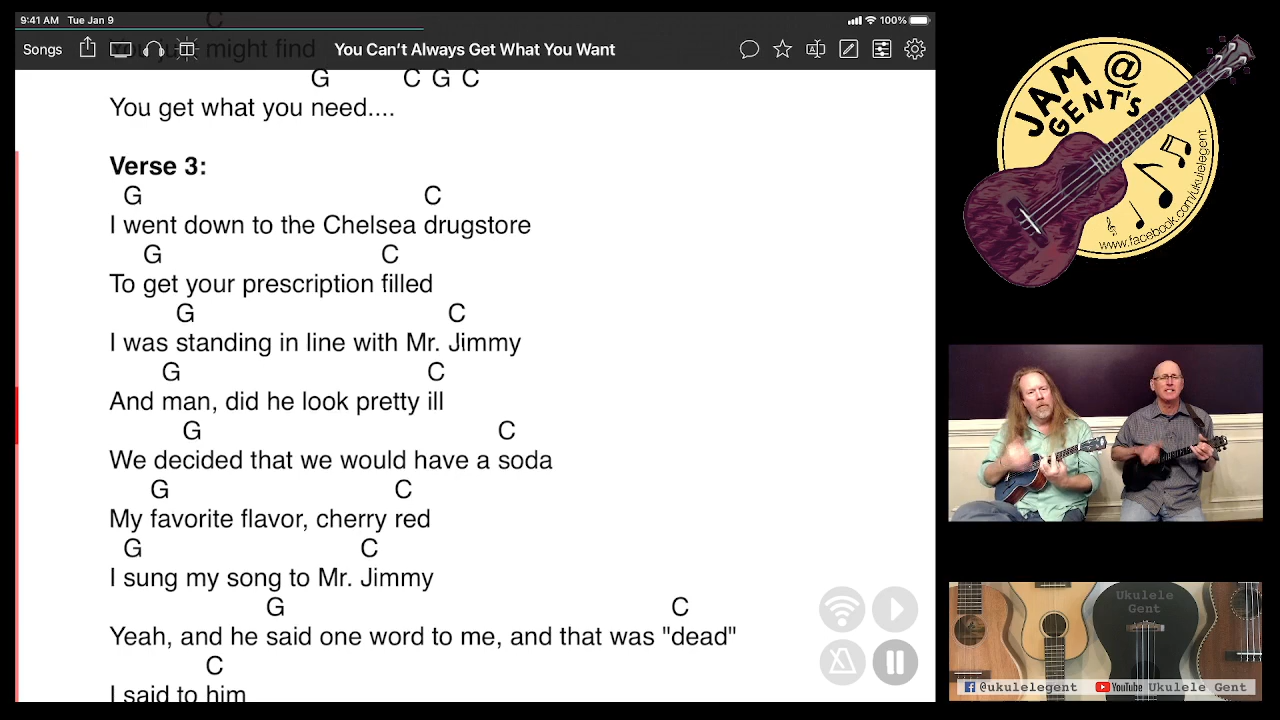 9:41 AM Tue Jan 9
100%
C
might find
Songs
You Can't Always Get What You Want
G C G C
You get what you need....
Verse 3:
G C
I went down to the Chelsea drugstore
G C
To get your prescription filled
G C
I was standing in line with Mr. Jimmy
G C
And man, did he look pretty ill
G C
We decided that we would have a soda
G C
My favorite flavor, cherry red
G C
I sung my song to Mr. Jimmy
G C
Yeah, and he said one word to me, and that was "dead"
C
I said to him
JAM @
GENT'S
www.facebook.com/ukulelegent
Ukulele
Gent
@ukulelegent YouTube Ukulele Gent